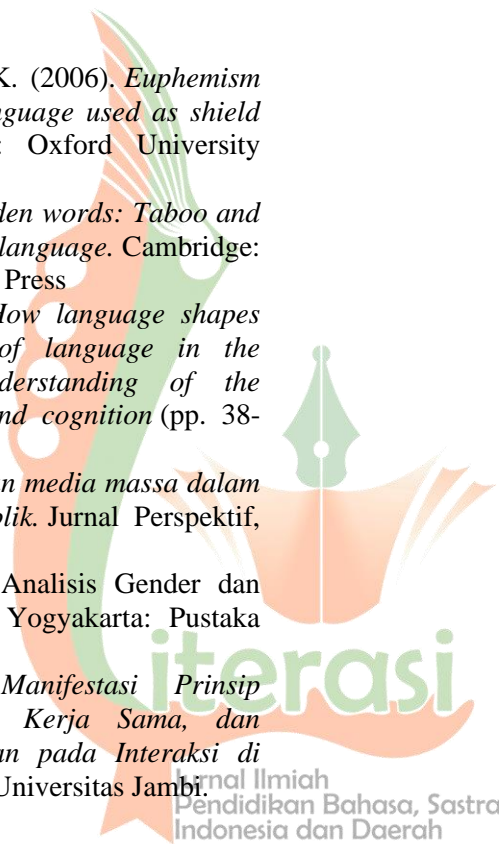 K. (2006). Euphemism
nguage used as shield
: Oxford University
den words: Taboo and
language. Cambridge:
Press
How language shapes
of language in the
derstanding of the
nd cognition (pp. 38-
n media massa dalam
olik. Jurnal Perspektif,
Analisis Gender dan
Yogyakarta: Pustaka
Manifestasi Prinsip
Kerja Sama, dan
an pada Interaksi di
Universitas Jambi.
Literasi
Jurnal Ilmiah
Pendidikan Bahasa, Sastra
Indonesia dan Daerah